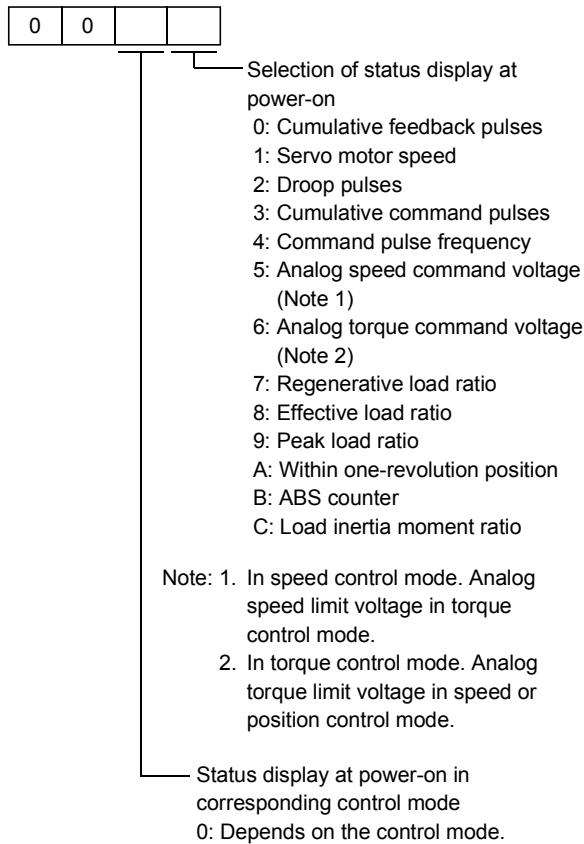 0 0
Selection of status display at
power-on
0: Cumulative feedback pulses
1: Servo motor speed
2: Droop pulses
3: Cumulative command pulses
4: Command pulse frequency
5: Analog speed command voltage
(Note 1)
6: Analog torque command voltage
(Note 2)
7: Regenerative load ratio
8: Effective load ratio
9: Peak load ratio
A: Within one-revolution position
B: ABS counter
C: Load inertia moment ratio
Note: 1. In speed control mode. Analog
speed limit voltage in torque
control mode.
2. In torque control mode. Analog
torque limit voltage in speed or
position control mode.
Status display at power-on in
corresponding control mode
0: Depends on the control mode.